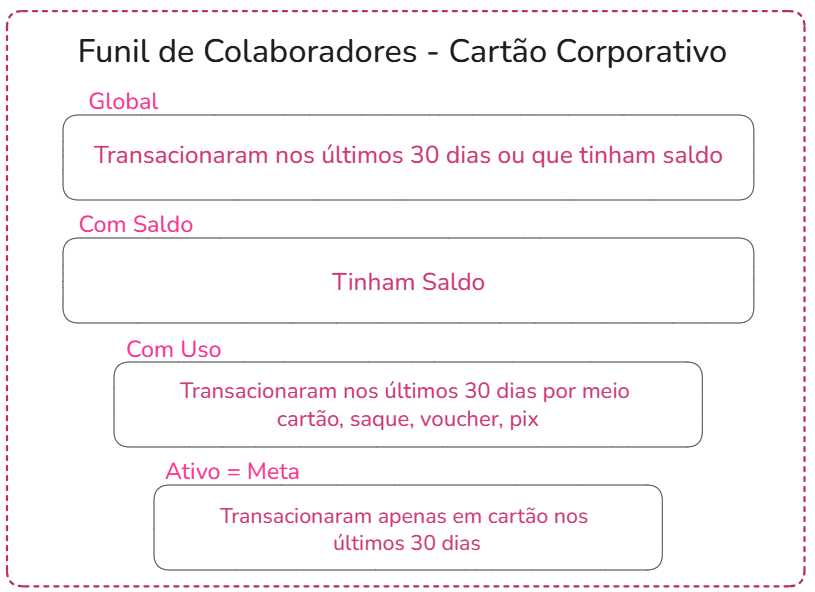 Funil de Colaboradores - Cartão Corporativo
Global
Transacionaram nos últimos 30 dias ou que tinham saldo
Com Saldo
Tinham Saldo
Com Uso
Transacionaram nos últimos 30 dias por meio
cartão, saque, voucher, pix
Ativo = Meta
Transacionaram apenas em cartão nos
últimos 30 dias